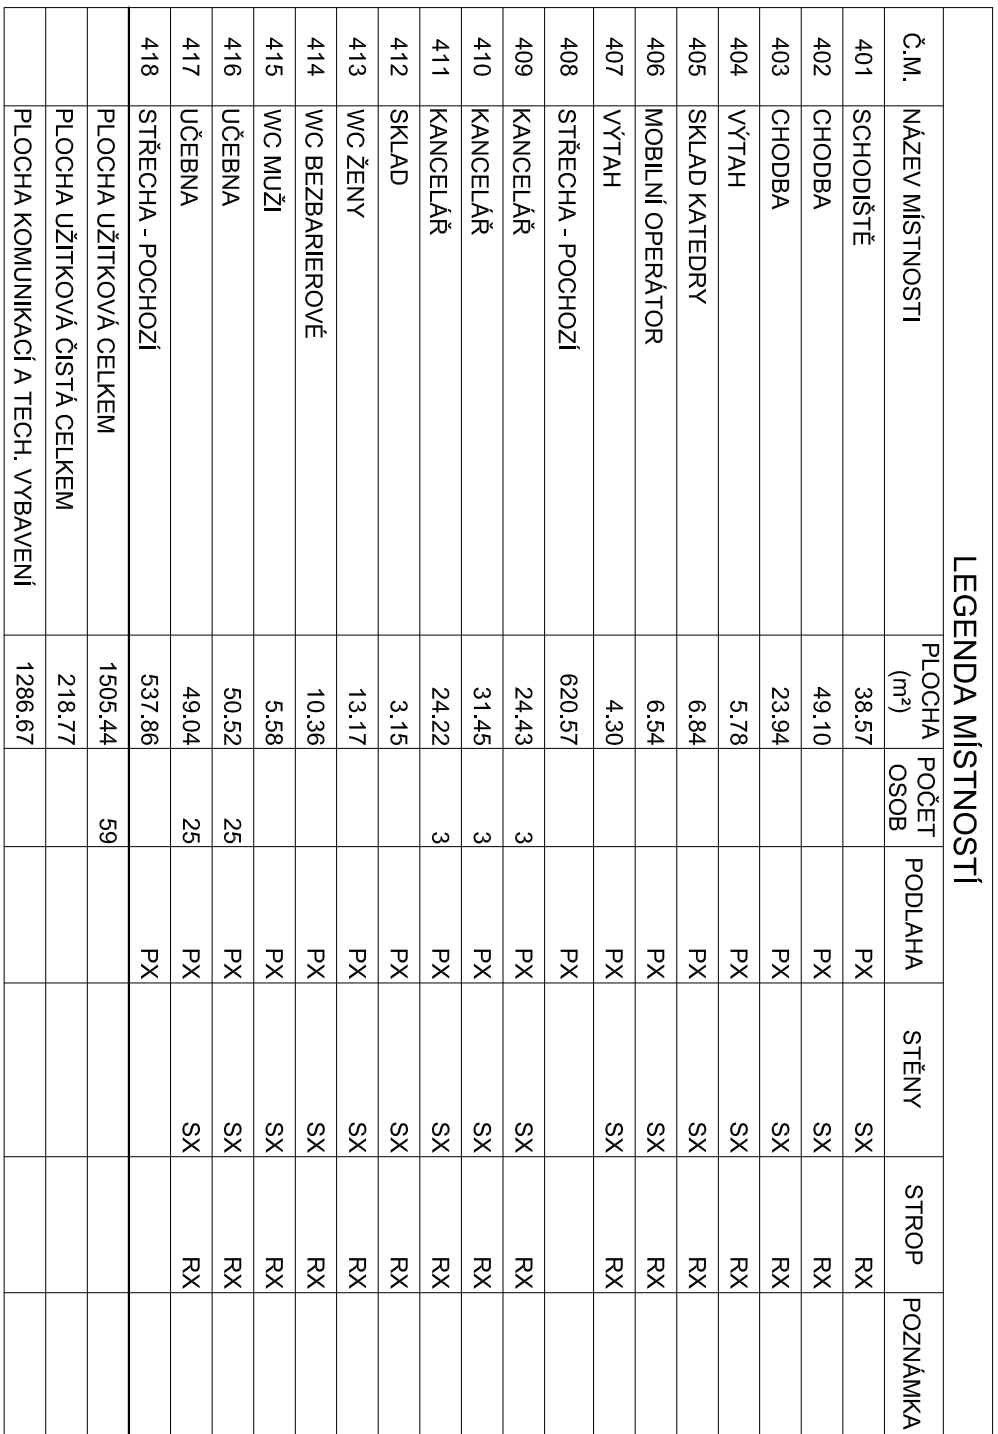 LEGENDA MÍSTNOSTÍ
Č.M. NÁZEV MÍSTNOSTI PLOCHA (m²) POČET OSOB PODLAHA STĚNY STROP POZNÁMKA
401 SCHODIŠTĚ 38.57 PX SX RX
402 CHODBA 49.10 PX SX RX
403 CHODBA 23.94 PX SX RX
404 VÝTAH 5.78 PX SX RX
405 SKLAD KATEDRY 6.84 PX SX RX
406 MOBILNÍ OPERÁTOR 6.54 PX SX RX
407 VÝTAH 4.30 PX SX RX
408 STŘECHA - POCHOZÍ 620.57 PX
409 KANCELÁŘ 24.43 3 PX SX RX
410 KANCELÁŘ 31.45 3 PX SX RX
411 KANCELÁŘ 24.22 3 PX SX RX
412 SKLAD 3.15 PX SX RX
413 WC ŽENY 13.17 PX SX RX
414 WC BEZBARIEROVÉ 10.36 PX SX RX
415 WC MUŽI 5.58 PX SX RX
416 UČEBNA 50.52 25 PX SX RX
417 UČEBNA 49.04 25 PX SX RX
418 STŘECHA - POCHOZÍ 537.86 PX
PLOCHA UŽITKOVÁ CELKEM 1505.44 59
PLOCHA UŽITKOVÁ ČISTÁ CELKEM 218.77
PLOCHA KOMUNIKACÍ A TECH. VYBAVENÍ 1286.67